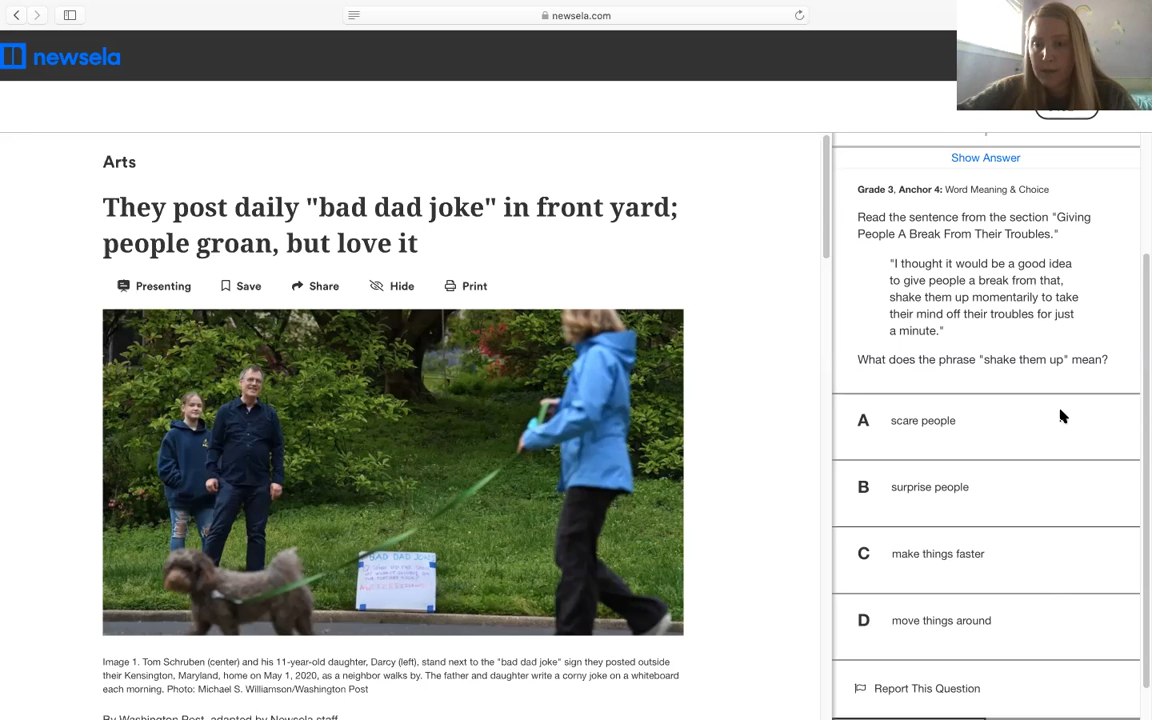 newsela.com
newsela
Arts
They post daily "bad dad joke" in front yard;
people groan, but love it
Presenting
Save
Share
Hide
Print
BAD DAD JOKE
Image 1. Tom Schruben (center) and his 11-year-old daughter, Darcy (left), stand next to the "bad dad joke" sign they posted outside
their Kensington, Maryland, home on May 1, 2020, as a neighbor walks by. The father and daughter write a corny joke on a whiteboard
each morning. Photo: Michael S. Williamson/Washington Post
By Washington Post, adapted by Newsela staff
Show Answer
Grade 3, Anchor 4: Word Meaning & Choice
Read the sentence from the section "Giving
People A Break From Their Troubles."
"I thought it would be a good idea
to give people a break from that,
shake them up momentarily to take
their mind off their troubles for just
a minute."
What does the phrase "shake them up" mean?
A scare people
B surprise people
C make things faster
D move things around
Report This Question